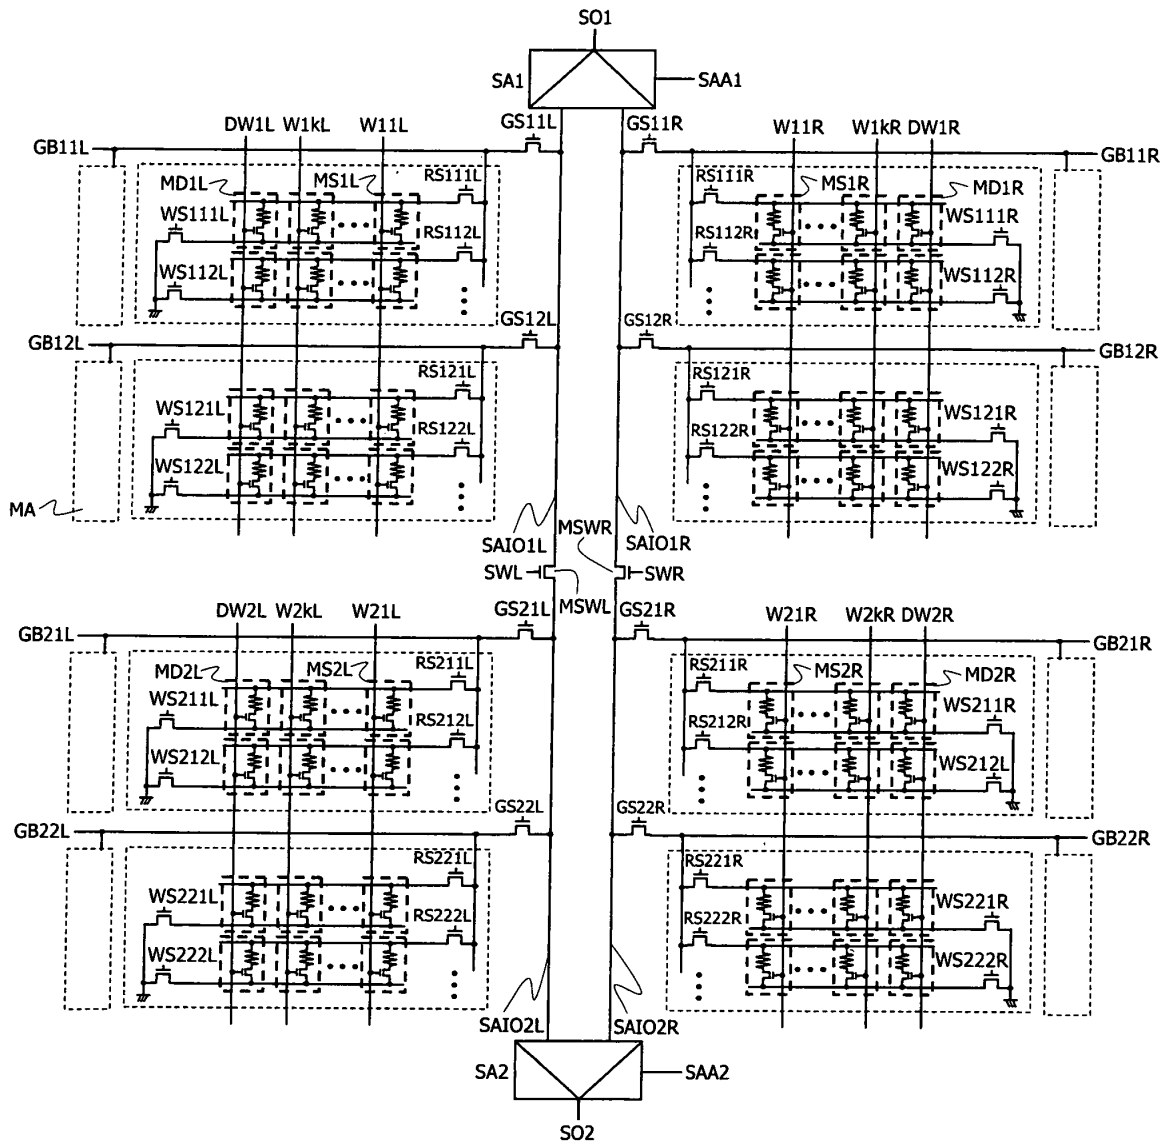 SO1
SA1 SAA1
DW1L W1kL W11L GS11L GS11R W11R W1kR DW1R
GB11L GB11R
MD1L MS1L RS111L RS111R MS1R MD1R
WS111L WS111R
RS112L RS112R
WS112L WS112R
GS12L GS12R
GB12L GB12R
RS121L RS121R
WS121L WS121R
RS122L RS122R
WS122L WS122R
MA
SAIO1L MSWR SAIO1R
SWL SWR
MSWL
DW2L W2kL W21L GS21L GS21R W21R W2kR DW2R
GB21L GB21R
MD2L MS2L RS211L RS211R MS2R MD2R
WS211L WS211R
RS212L RS212R
WS212L WS212L
GS22L GS22R
GB22L GB22R
RS221L RS221R
WS221L WS221R
RS222L RS222R
WS222L WS222R
SAIO2L SAIO2R
SA2 SAA2
SO2